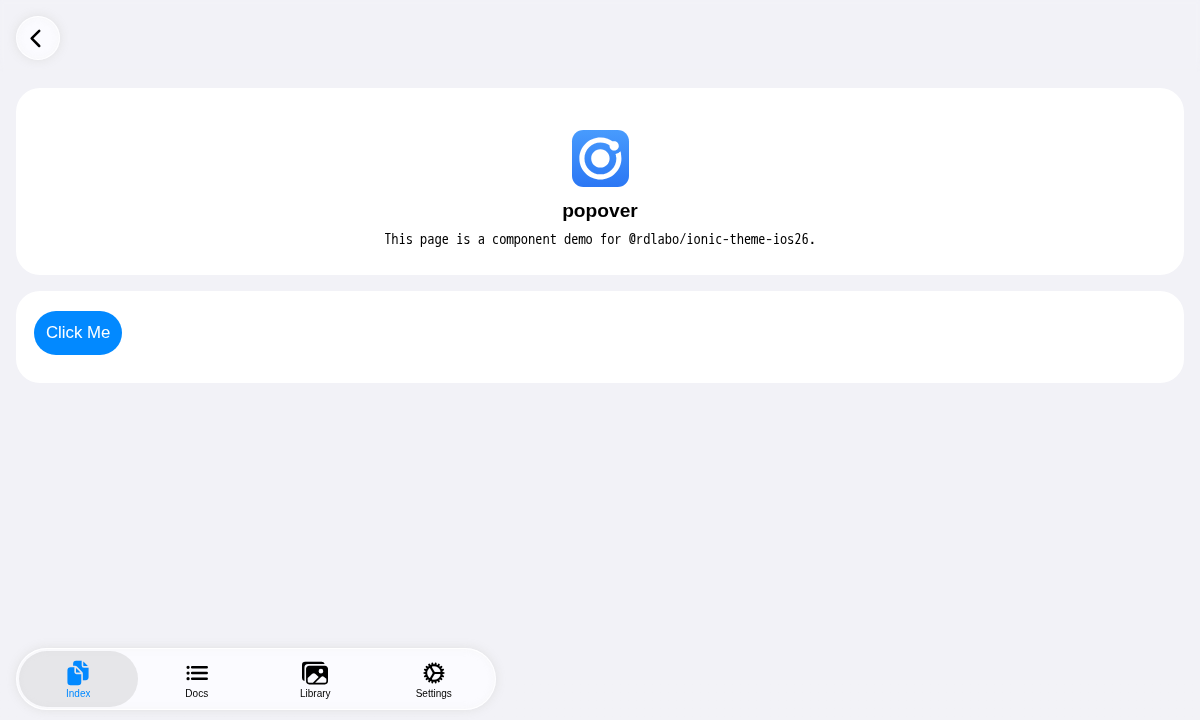 popover
This page is a component demo for @rdlabo/ionic-theme-ios26.
Click Me
Index
Docs
Library
Settings